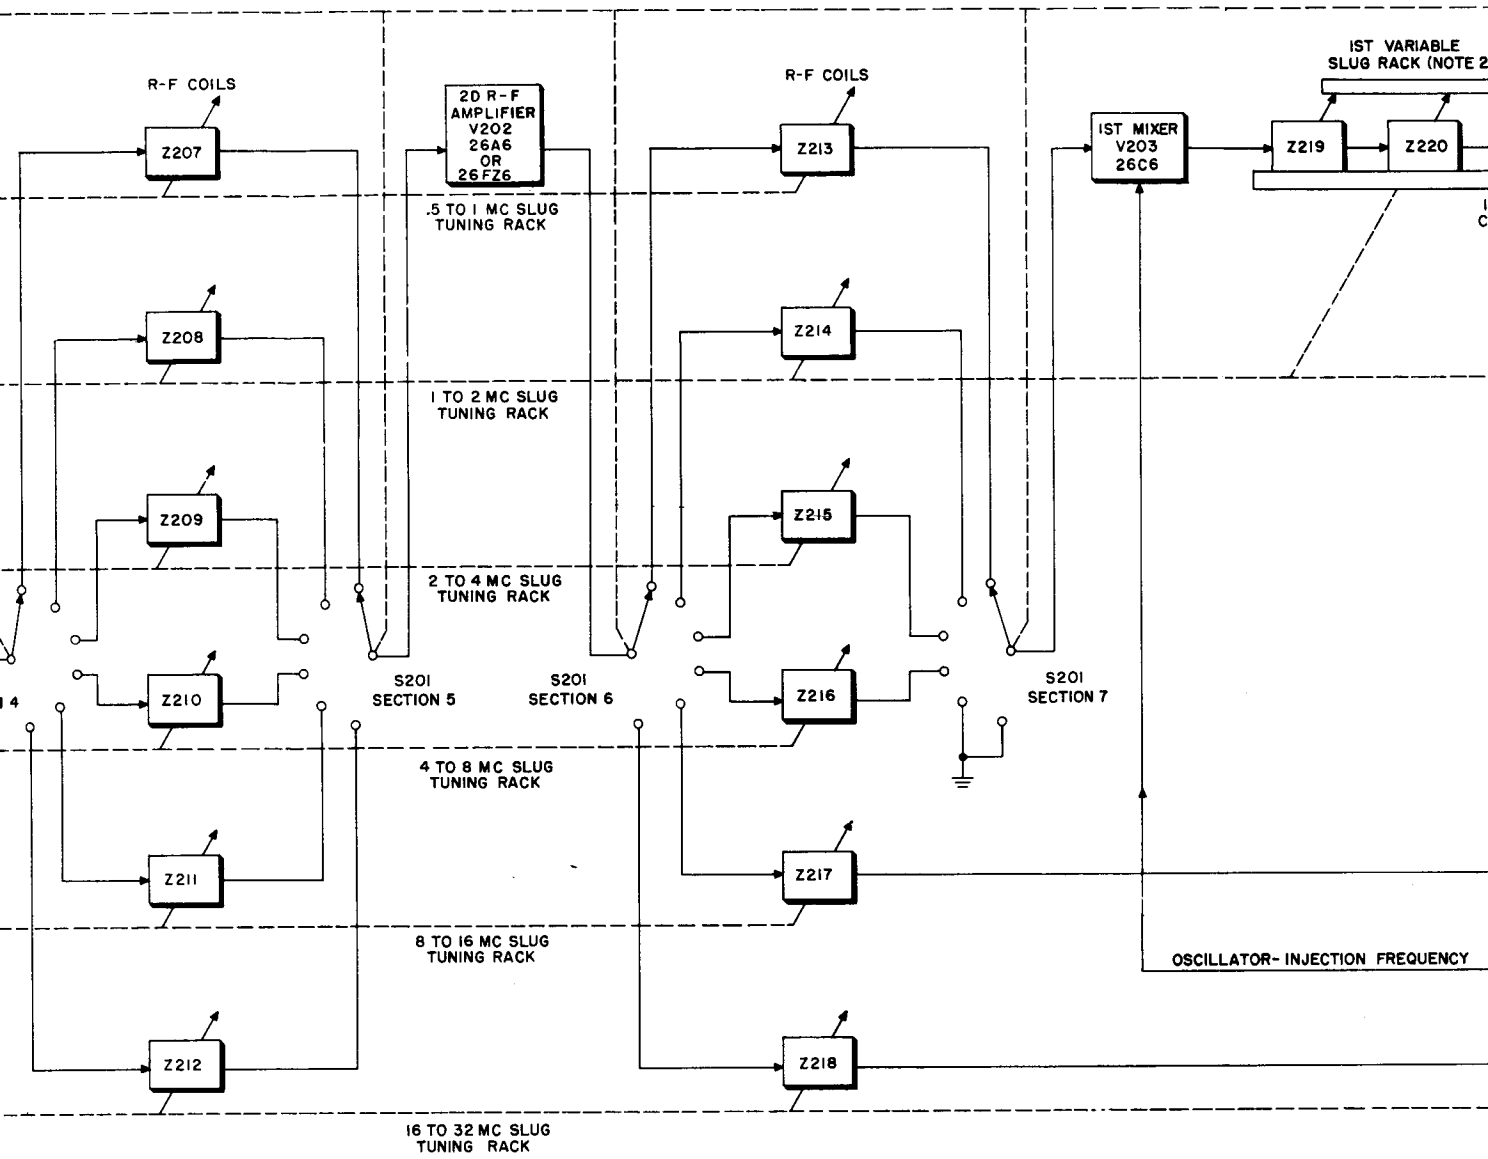 R-F COILS
Z207
2D R-F
AMPLIFIER
V202
26A6
OR
26FZ6
R-F COILS
Z213
1ST MIXER
V203
26C6
1ST VARIABLE
SLUG RACK (NOTE 2
Z219
Z220
.5 TO 1 MC SLUG
TUNING RACK
Z208
Z214
1 TO 2 MC SLUG
TUNING RACK
Z209
Z215
2 TO 4 MC SLUG
TUNING RACK
4
Z210
S201
SECTION 5
S201
SECTION 6
Z216
S201
SECTION 7
4 TO 8 MC SLUG
TUNING RACK
Z211
Z217
8 TO 16 MC SLUG
TUNING RACK
OSCILLATOR-INJECTION FREQUENCY
Z212
Z218
16 TO 32 MC SLUG
TUNING RACK